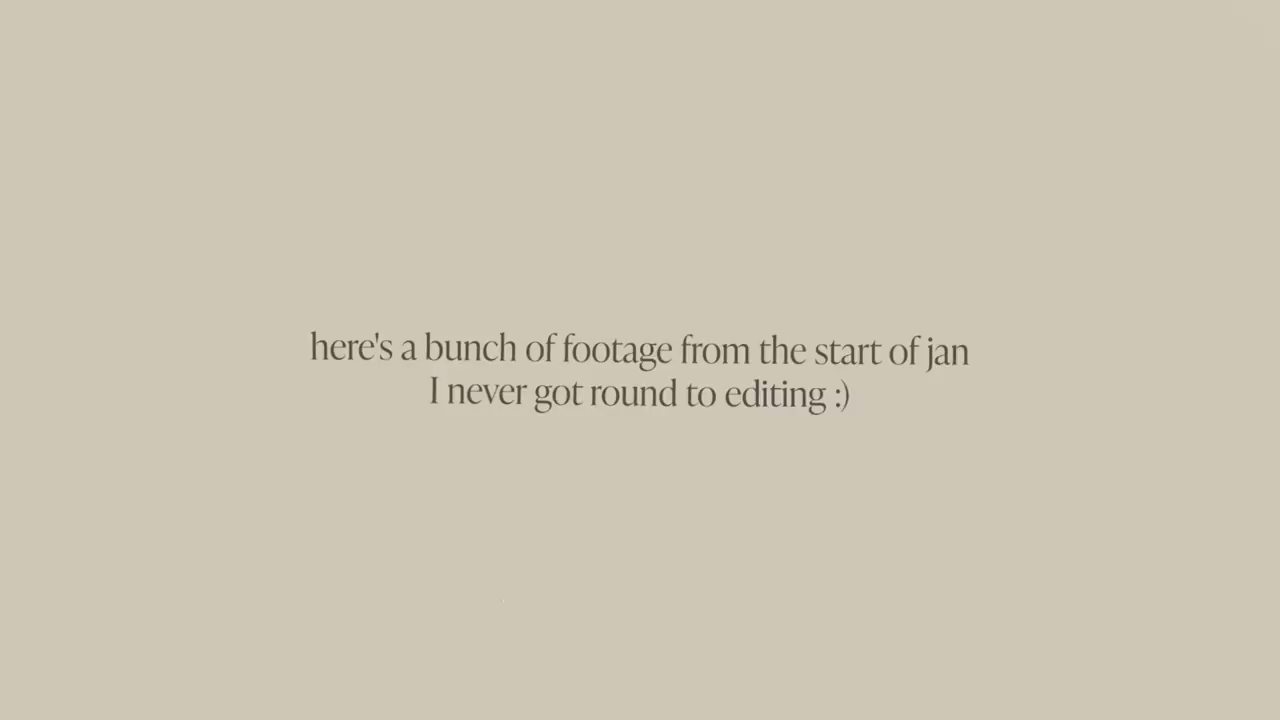 here's a bunch of footage from the start of jan
I never got round to editing :)